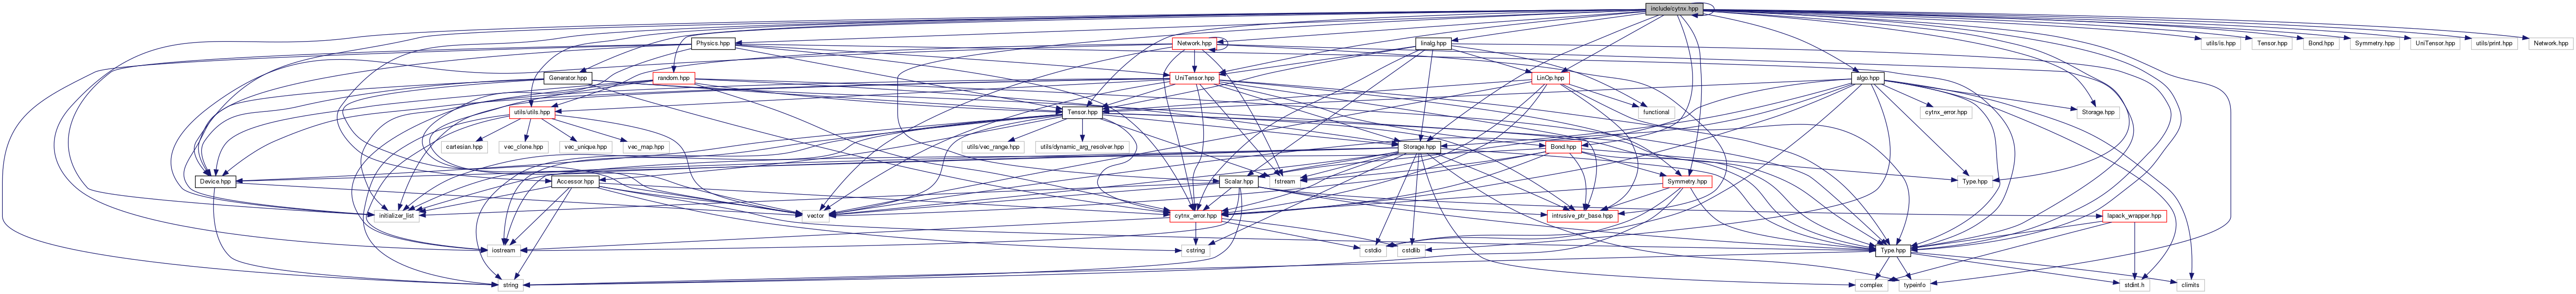 include/cytnx.hpp
Physics.hpp
Network.hpp
linalg.hpp
utils/is.hpp
Tensor.hpp
Bond.hpp
Symmetry.hpp
UniTensor.hpp
utils/print.hpp
Network.hpp
Generator.hpp
random.hpp
UniTensor.hpp
LinOp.hpp
algo.hpp
utils/utils.hpp
Tensor.hpp
functional
cytnx_error.hpp
Storage.hpp
cartesian.hpp
vec_clone.hpp
vec_unique.hpp
vec_map.hpp
utils/vec_range.hpp
utils/dynamic_arg_resolver.hpp
Storage.hpp
Bond.hpp
Device.hpp
Accessor.hpp
Scalar.hpp
fstream
Symmetry.hpp
Type.hpp
initializer_list
vector
cytnx_error.hpp
intrusive_ptr_base.hpp
lapack_wrapper.hpp
iostream
cstring
cstdio
cstdlib
Type.hpp
string
complex
typeinfo
stdint.h
climits